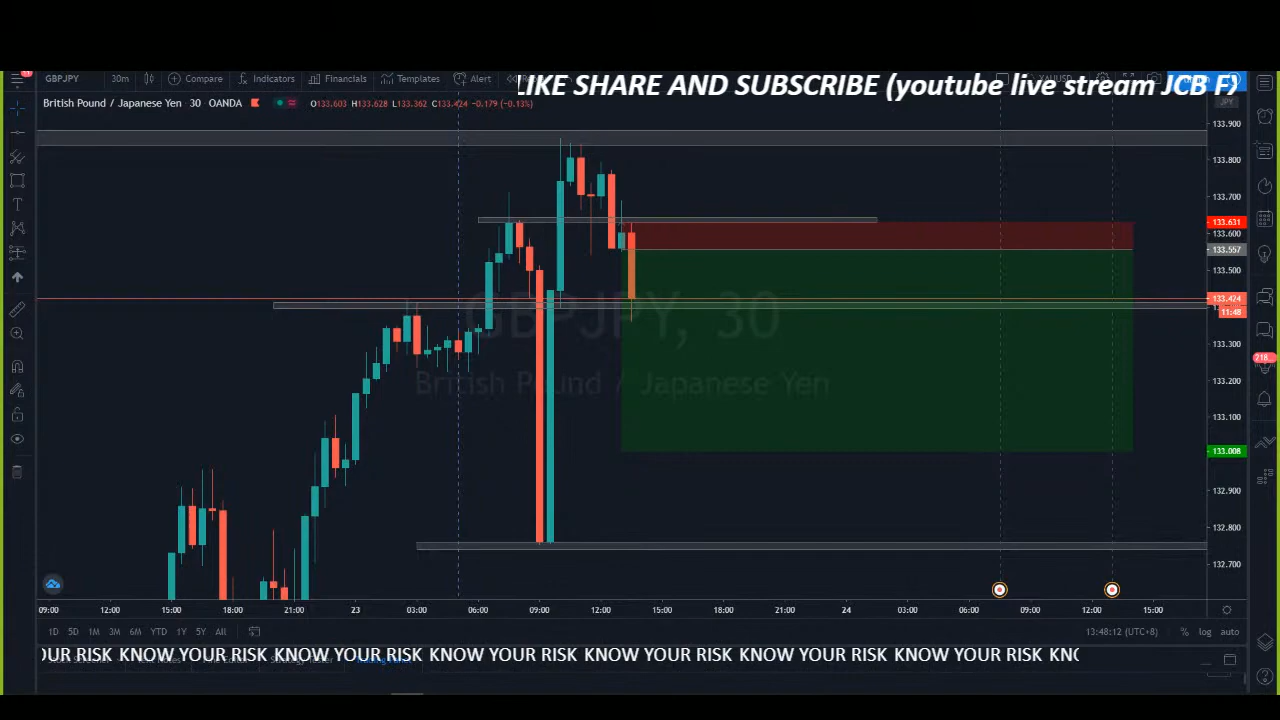 LIKE SHARE AND SUBSCRIBE (youtube live stream JCB F
GBPJPY 30m Compare Indicators Financials Templates Alert
British Pound / Japanese Yen 30 OANDA O133.603 H133.628 L133.362 C133.424 -0.179 (-0.13%)
JPY
133.900
133.800
133.700
133.631
133.600
133.557
133.500
133.424
11:48
133.300
133.200
133.100
133.008
132.900
132.800
132.700
GBPJPY, 30
British Pound / Japanese Yen
218
09:00 12:00 15:00 18:00 21:00 23 03:00 06:00 09:00 12:00 15:00 18:00 21:00 24 03:00 06:00 09:00 12:00 15:00
1D 5D 1M 3M 6M YTD 1Y 5Y All 13:48:12 (UTC+8) % log auto
OUR RISK KNOW YOUR RISK KNOW YOUR RISK KNOW YOUR RISK KNOW YOUR RISK KNOW YOUR RISK KNOW YOUR RISK KNO